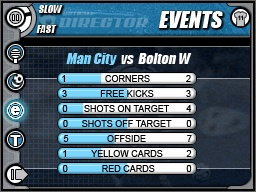 SLOW
FAST
DIRECTOR
EVENTS
Man City vs Bolton W
1 CORNERS 2
3 FREE KICKS 3
0 SHOTS ON TARGET 4
0 SHOTS OFF TARGET 0
5 OFFSIDE 7
1 YELLOW CARDS 2
0 RED CARDS 0
T